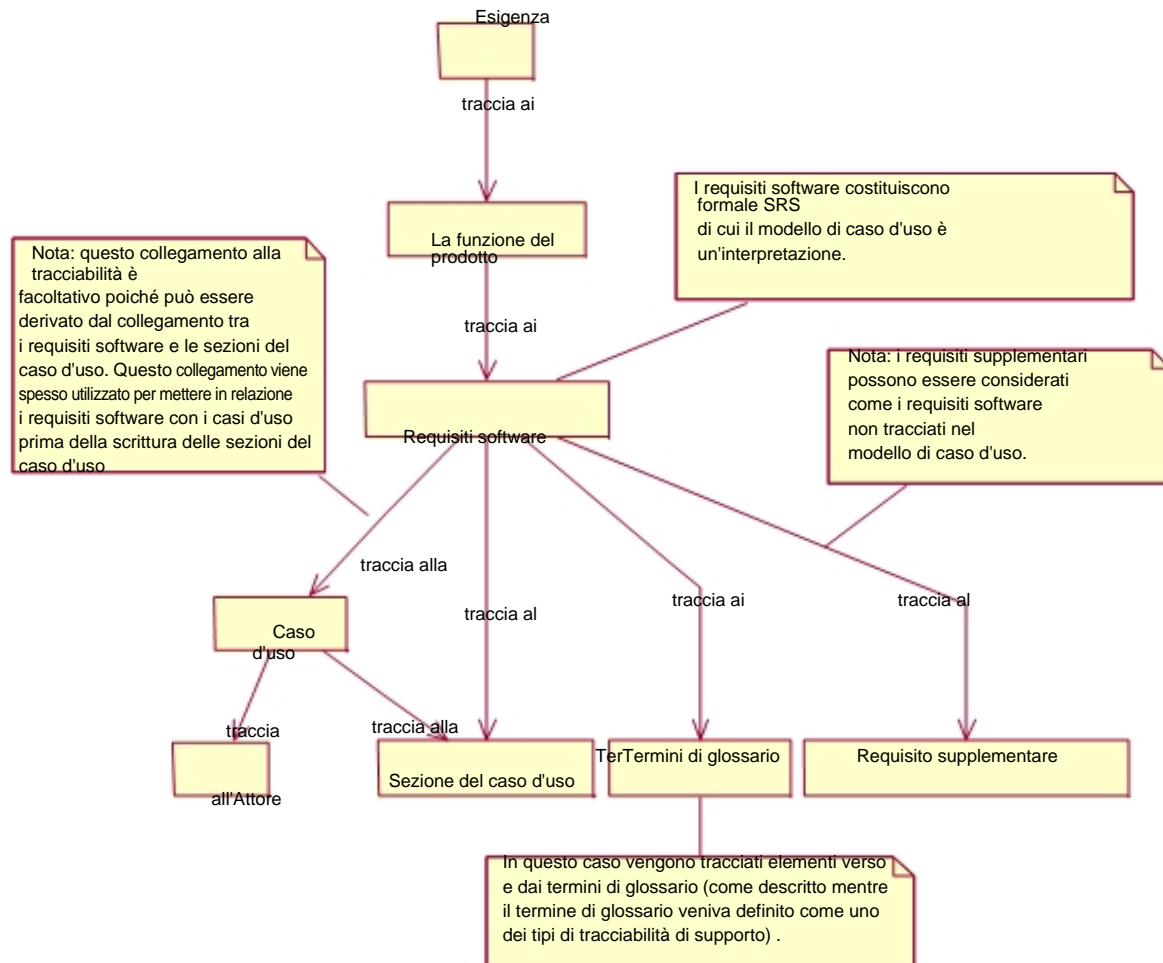 Esigenza
traccia ai
La funzione del
prodotto
I requisiti software costituiscono
formale SRS
di cui il modello di caso d'uso è
un'interpretazione.
Nota: questo collegamento alla
tracciabilità è
facoltativo poiché può essere
derivato dal collegamento tra
i requisiti software e le sezioni del
caso d'uso. Questo collegamento viene
spesso utilizzato per mettere in relazione
i requisiti software con i casi d'uso
prima della scrittura delle sezioni del
caso d'uso
traccia ai
Nota: i requisiti supplementari
possono essere considerati
come i requisiti software
non tracciati nel
modello di caso d'uso.
Requisiti software
traccia alla
traccia al
traccia ai
traccia al
Caso
d'uso
traccia
traccia alla
all'Attore
Sezione del caso d'uso
TerTermini di glossario
Requisito supplementare
In questo caso vengono tracciati elementi verso
e dai termini di glossario (come descritto mentre
il termine di glossario veniva definito come uno
dei tipi di tracciabilità di supporto) .